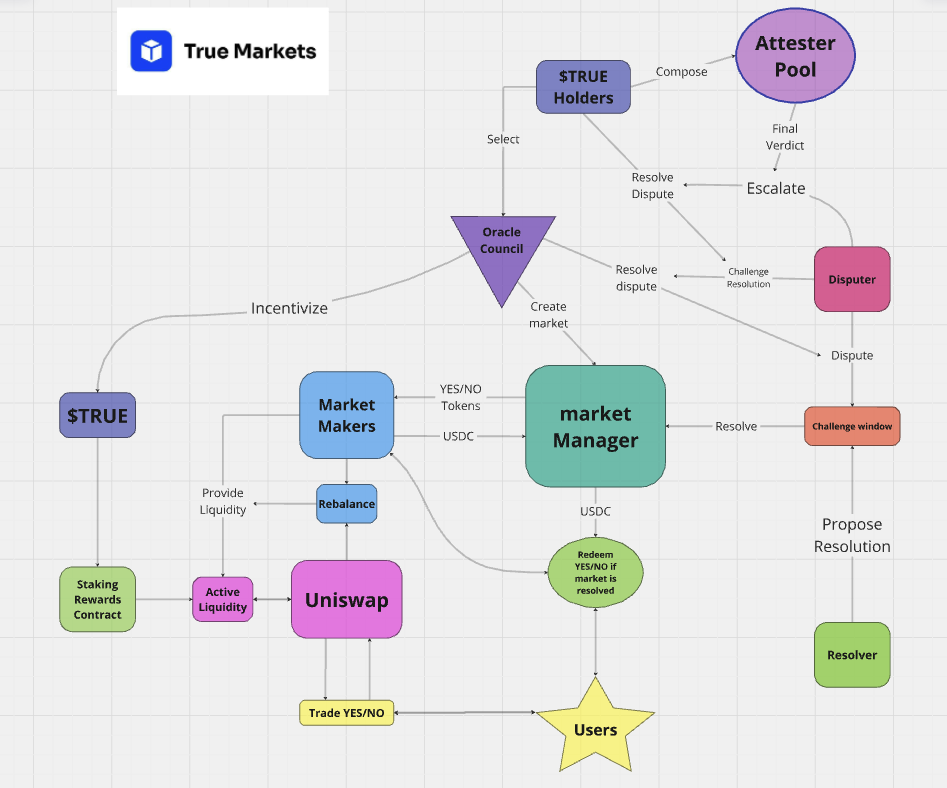 True Markets
Attester
Pool
$TRUE
Holders
Compose
Select
Final
Verdict
Resolve
Dispute
Escalate
Oracle
Council
Resolve
dispute
Challenge
Resolution
Disputer
Incentivize
Create
market
Dispute
$TRUE
Market
Makers
YES/NO
Tokens
USDC
market
Manager
Resolve
Challenge window
Provide
Liquidity
Rebalance
USDC
Propose
Resolution
Redeem
YES/NO if
market is
resolved
Staking
Rewards
Contract
Active
Liquidity
Uniswap
Resolver
Trade YES/NO
Users